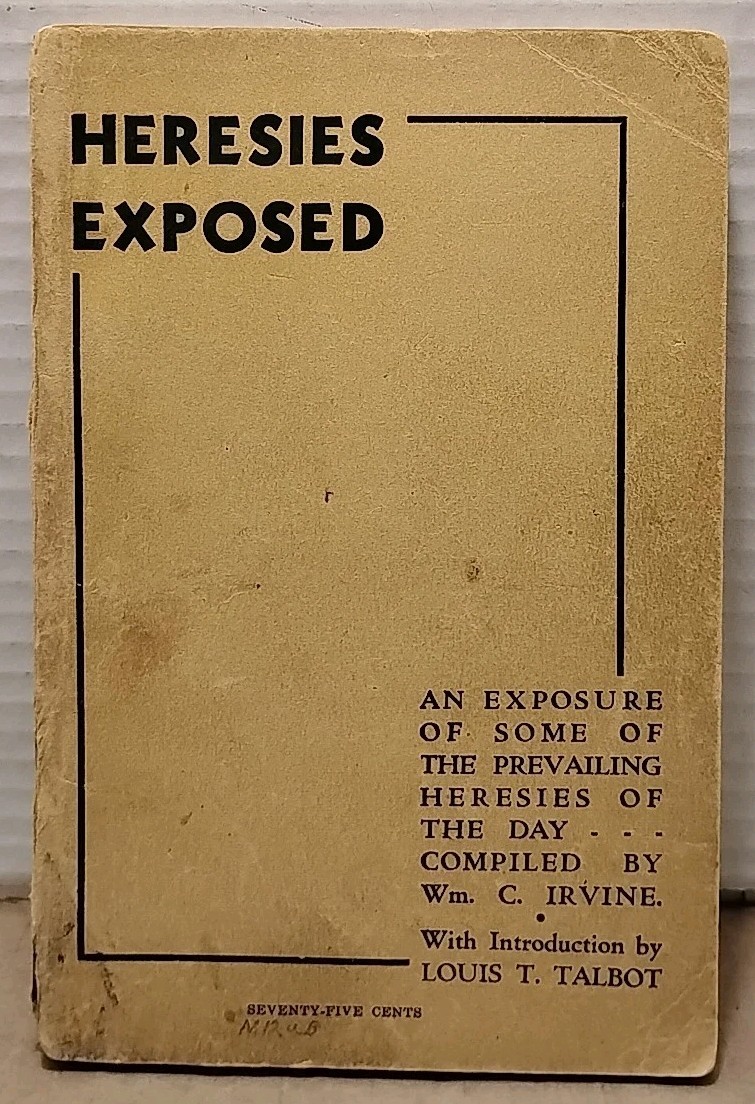 HERESIES
EXPOSED
AN EXPOSURE
OF SOME OF
THE PREVAILING
HERESIES OF
THE DAY - - -
COMPILED BY
Wm. C. IRVINE.
With Introduction by
LOUIS T. TALBOT
SEVENTY-FIVE CENTS